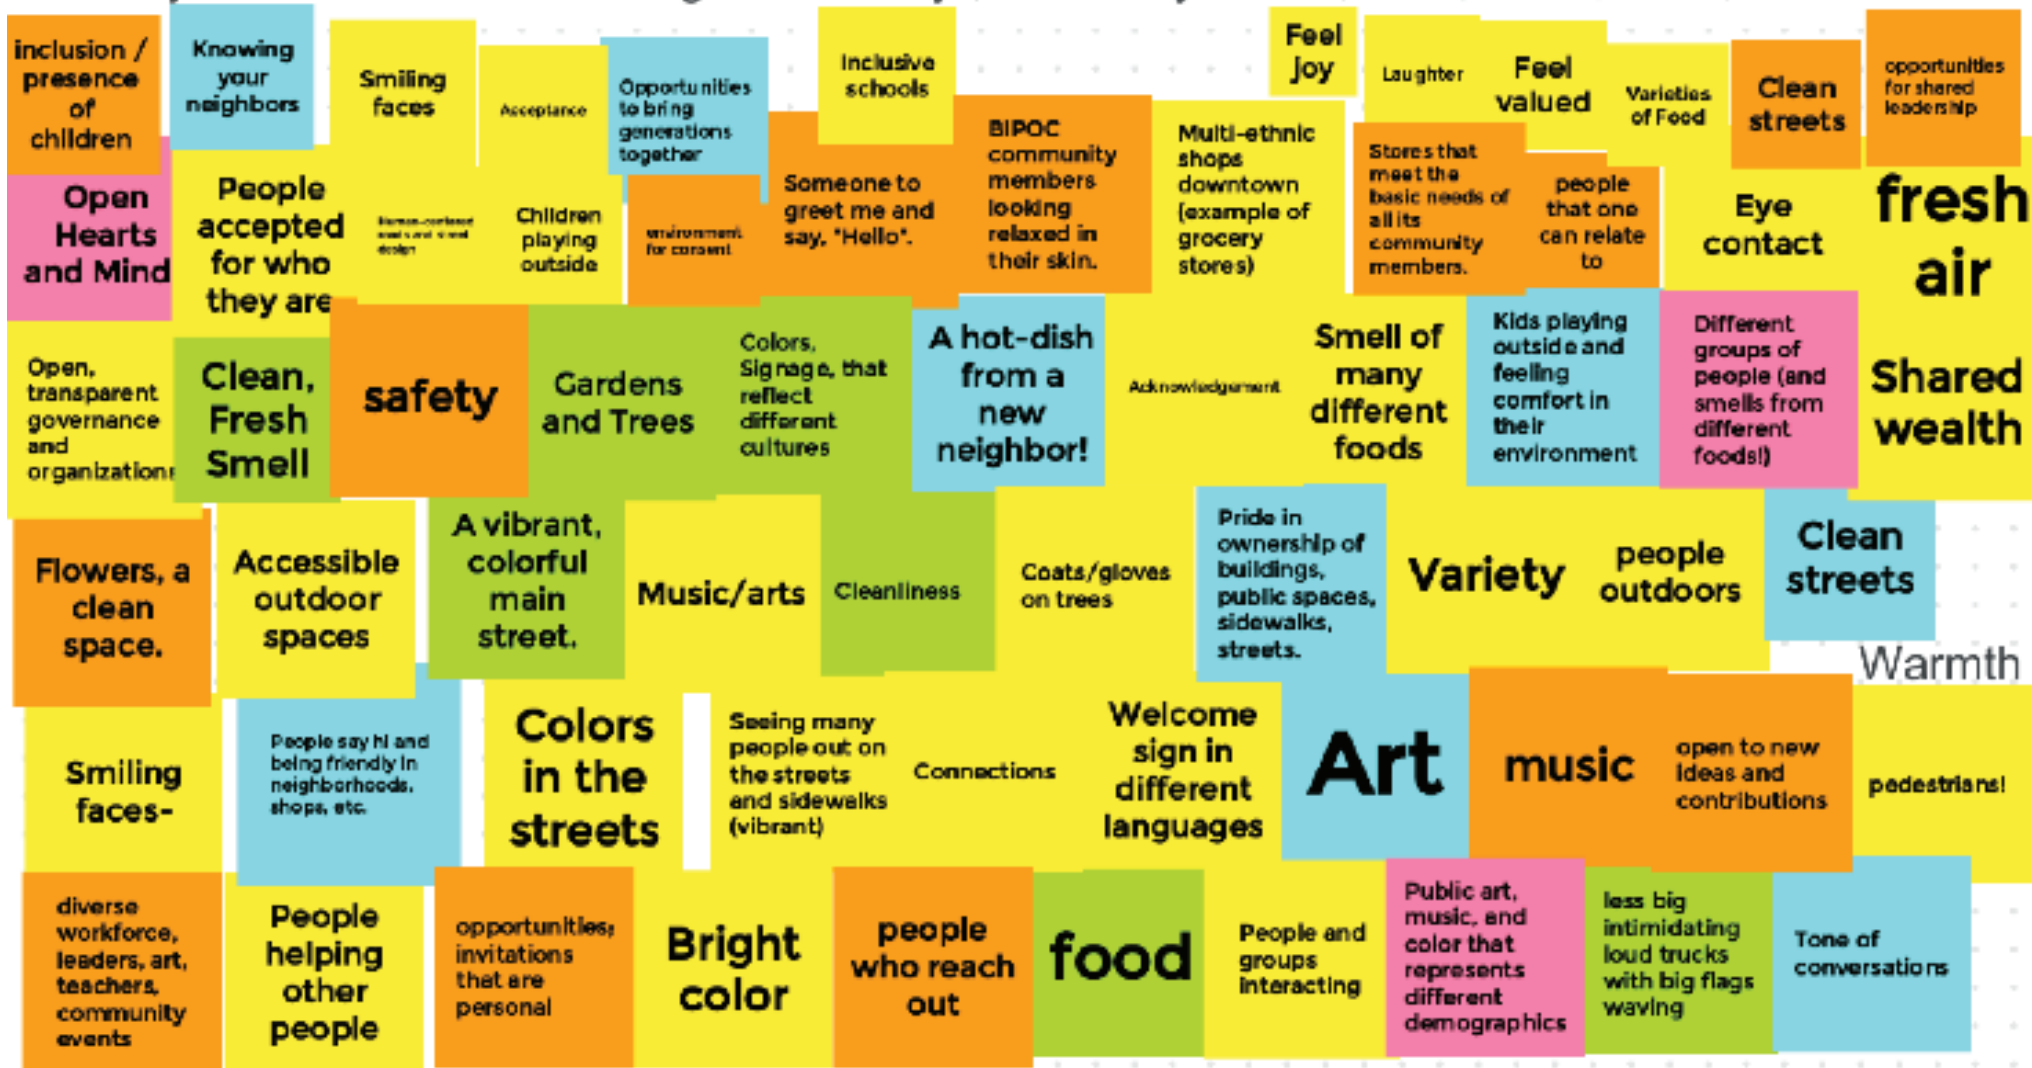 inclusion /
presence
of
children
Knowing
your
neighbors
Smiling
faces
Acceptance
Opportunities
to bring
generations
together
Inclusive
schools
Feel
Joy
Laughter
Feel
valued
Varieties
of Food
Clean
streets
opportunities
for shared
leadership
Open
Hearts
and Mind
People
accepted
for who
they are
design
Children
playing
outside
environment
for consent
Someone to
greet me and
say, "Hello".
BIPOC
community
members
looking
relaxed in
their skin.
Multi-ethnic
shops
downtown
(example of
grocery
stores)
Stores that
meet the
basic needs of
all its
community
members.
people
that one
can relate
to
Eye
contact
fresh
air
Open,
transparent
governance
and
organizations
Clean,
Fresh
Smell
safety
Gardens
and Trees
Colors,
Signage, that
reflect
different
cultures
A hot-dish
from a
new
neighbor!
Acknowledgement
Smell of
many
different
foods
Kids playing
outside and
feeling
comfort in
their
environment
Different
groups of
people (and
smells from
different
foods!)
Shared
wealth
Flowers, a
clean
space.
Accessible
outdoor
spaces
A vibrant,
colorful
main
street.
Music/arts
Cleanliness
Coats/gloves
on trees
Pride in
ownership of
buildings,
public spaces,
sidewalks,
streets.
Variety
people
outdoors
Clean
streets
Warmth
Smiling
faces-
People say hi and
being friendly in
neighborhoods,
shops, etc.
Colors
in the
streets
Seeing many
people out on
the streets
and sidewalks
(vibrant)
Connections
Welcome
sign in
different
languages
Art
music
open to new
ideas and
contributions
pedestrians!
diverse
workforce,
leaders, art,
teachers,
community
events
People
helping
other
people
opportunities;
invitations
that are
personal
Bright
color
people
who reach
out
food
People and
groups
interacting
Public art,
music, and
color that
represents
different
demographics
less big
intimidating
loud trucks
with big flags
waving
Tone of
conversations